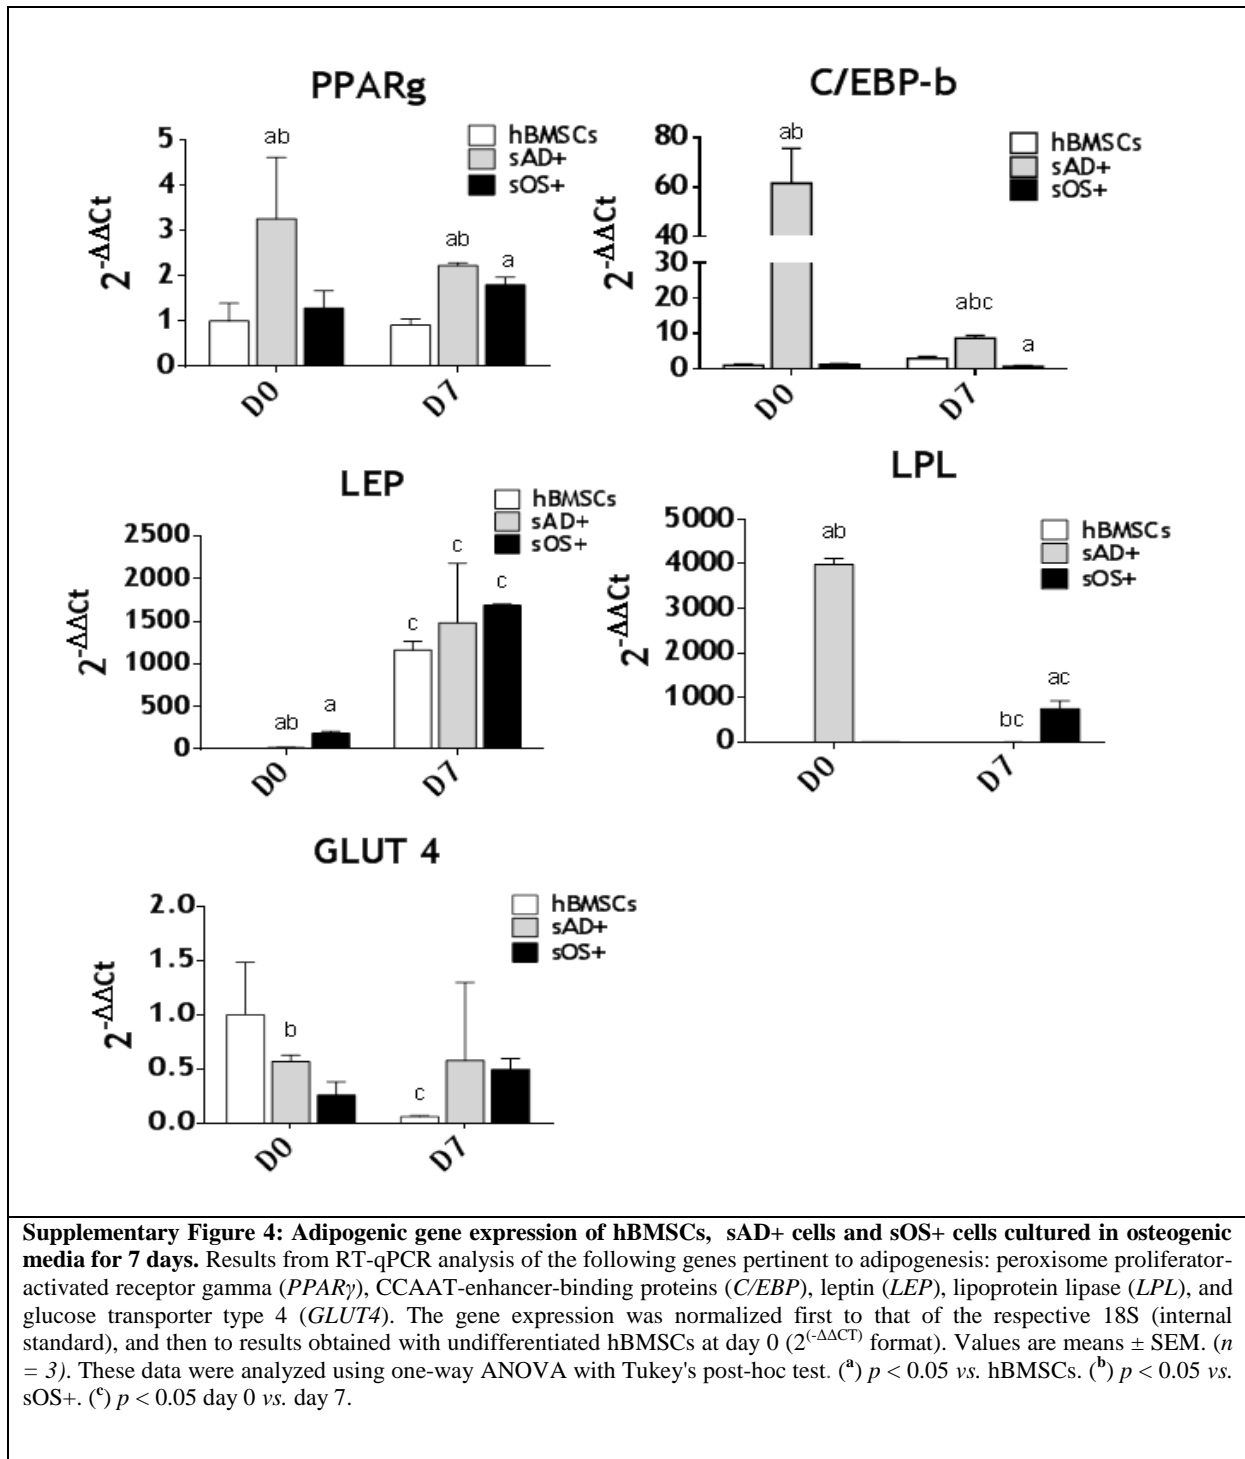 PPARg
5
4
3
2
1
0
2^-ΔΔCt
ab
ab
a
hBMSCs
sAD+
sOS+
D0
D7
C/EBP-b
80
60
40
30
20
10
0
2^-ΔΔCt
ab
abc
a
hBMSCs
sAD+
sOS+
D0
D7
LEP
2500
2000
1500
1000
500
0
2^-ΔΔCt
ab
a
c
c
c
hBMSCs
sAD+
sOS+
D0
D7
LPL
5000
4000
3000
2000
1000
0
2^-ΔΔCt
ab
bc
ac
hBMSCs
sAD+
sOS+
D0
D7
GLUT 4
2.0
1.5
1.0
0.5
0.0
2^-ΔΔCt
b
c
hBMSCs
sAD+
sOS+
D0
D7
Supplementary Figure 4: Adipogenic gene expression of hBMSCs, sAD+ cells and sOS+ cells cultured in osteogenic
media for 7 days. Results from RT-qPCR analysis of the following genes pertinent to adipogenesis: peroxisome proliferator-
activated receptor gamma (PPARγ), CCAAT-enhancer-binding proteins (C/EBP), leptin (LEP), lipoprotein lipase (LPL), and
glucose transporter type 4 (GLUT4). The gene expression was normalized first to that of the respective 18S (internal
standard), and then to results obtained with undifferentiated hBMSCs at day 0 (2^(-ΔΔCT) format). Values are means ± SEM. (n
= 3). These data were analyzed using one-way ANOVA with Tukey's post-hoc test. (a) p < 0.05 vs. hBMSCs. (b) p < 0.05 vs.
sOS+. (c) p < 0.05 day 0 vs. day 7.